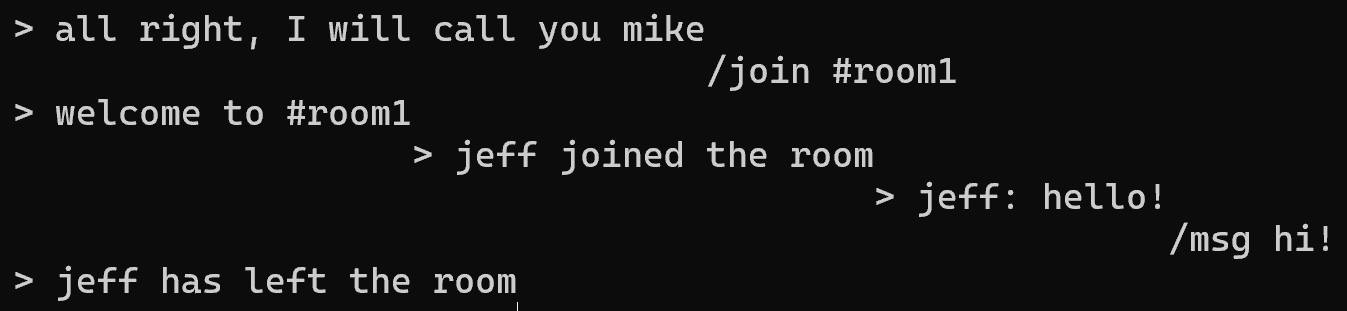 > all right, I will call you mike
/join #room1
> welcome to #room1
> jeff joined the room
> jeff: hello!
/msg hi!
> jeff has left the room